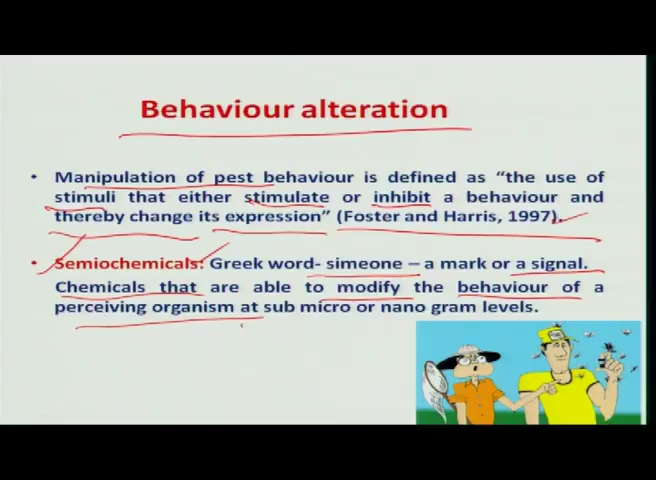 Behaviour alteration
• Manipulation of pest behaviour is defined as “the use of
stimuli that either stimulate or inhibit a behaviour and
thereby change its expression” (Foster and Harris, 1997).
• Semiochemicals: Greek word- simeone – a mark or a signal.
Chemicals that are able to modify the behaviour of a
perceiving organism at sub micro or nano gram levels.